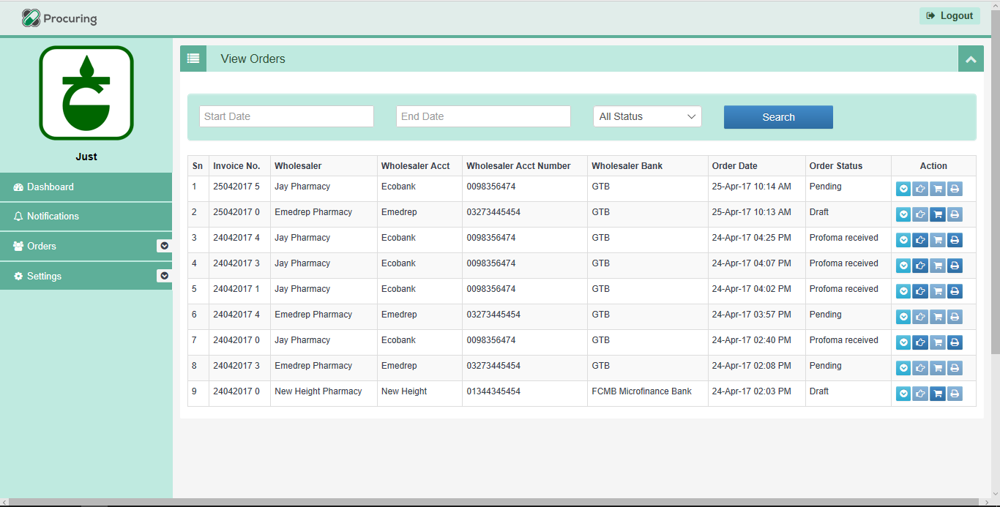 Procuring
Logout
Just
Dashboard
Notifications
Orders
Settings
View Orders
Start Date End Date All Status Search
Sn Invoice No. Wholesaler Wholesaler Acct Wholesaler Acct Number Wholesaler Bank Order Date Order Status Action
1 25042017 5 Jay Pharmacy Ecobank 0098356474 GTB 25-Apr-17 10:14 AM Pending
2 25042017 0 Emedrep Pharmacy Emedrep 03273445454 GTB 25-Apr-17 10:13 AM Draft
3 24042017 4 Jay Pharmacy Ecobank 0098356474 GTB 24-Apr-17 04:25 PM Profoma received
4 24042017 3 Jay Pharmacy Ecobank 0098356474 GTB 24-Apr-17 04:07 PM Profoma received
5 24042017 1 Jay Pharmacy Ecobank 0098356474 GTB 24-Apr-17 04:02 PM Profoma received
6 24042017 4 Emedrep Pharmacy Emedrep 03273445454 GTB 24-Apr-17 03:57 PM Pending
7 24042017 0 Jay Pharmacy Ecobank 0098356474 GTB 24-Apr-17 02:40 PM Profoma received
8 24042017 3 Emedrep Pharmacy Emedrep 03273445454 GTB 24-Apr-17 02:08 PM Pending
9 24042017 0 New Height Pharmacy New Height 01344345454 FCMB Microfinance Bank 24-Apr-17 02:03 PM Draft